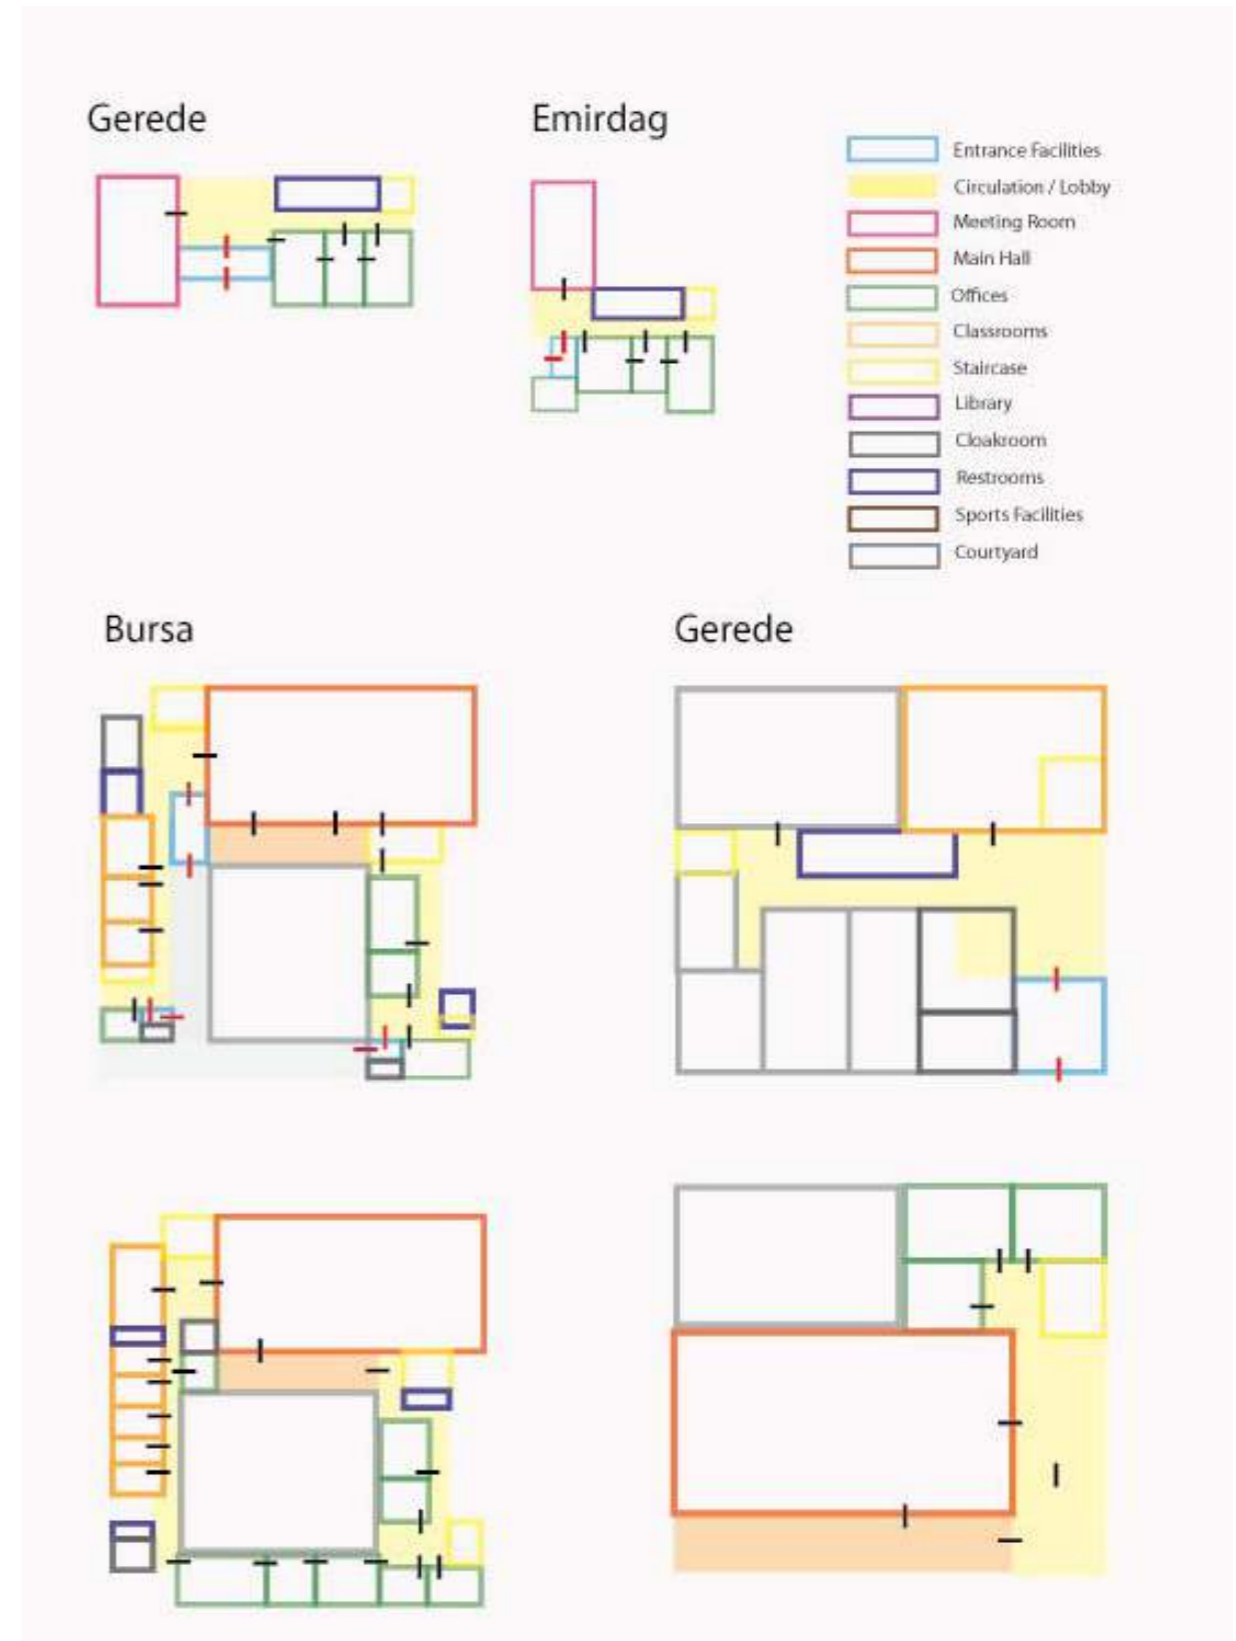 Gerede
Emirdag
Entrance Facilities
Circulation / Lobby
Meeting Room
Main Hall
Offices
Classrooms
Staircase
Library
Cloakroom
Restrooms
Sports Facilities
Courtyard
Bursa
Gerede